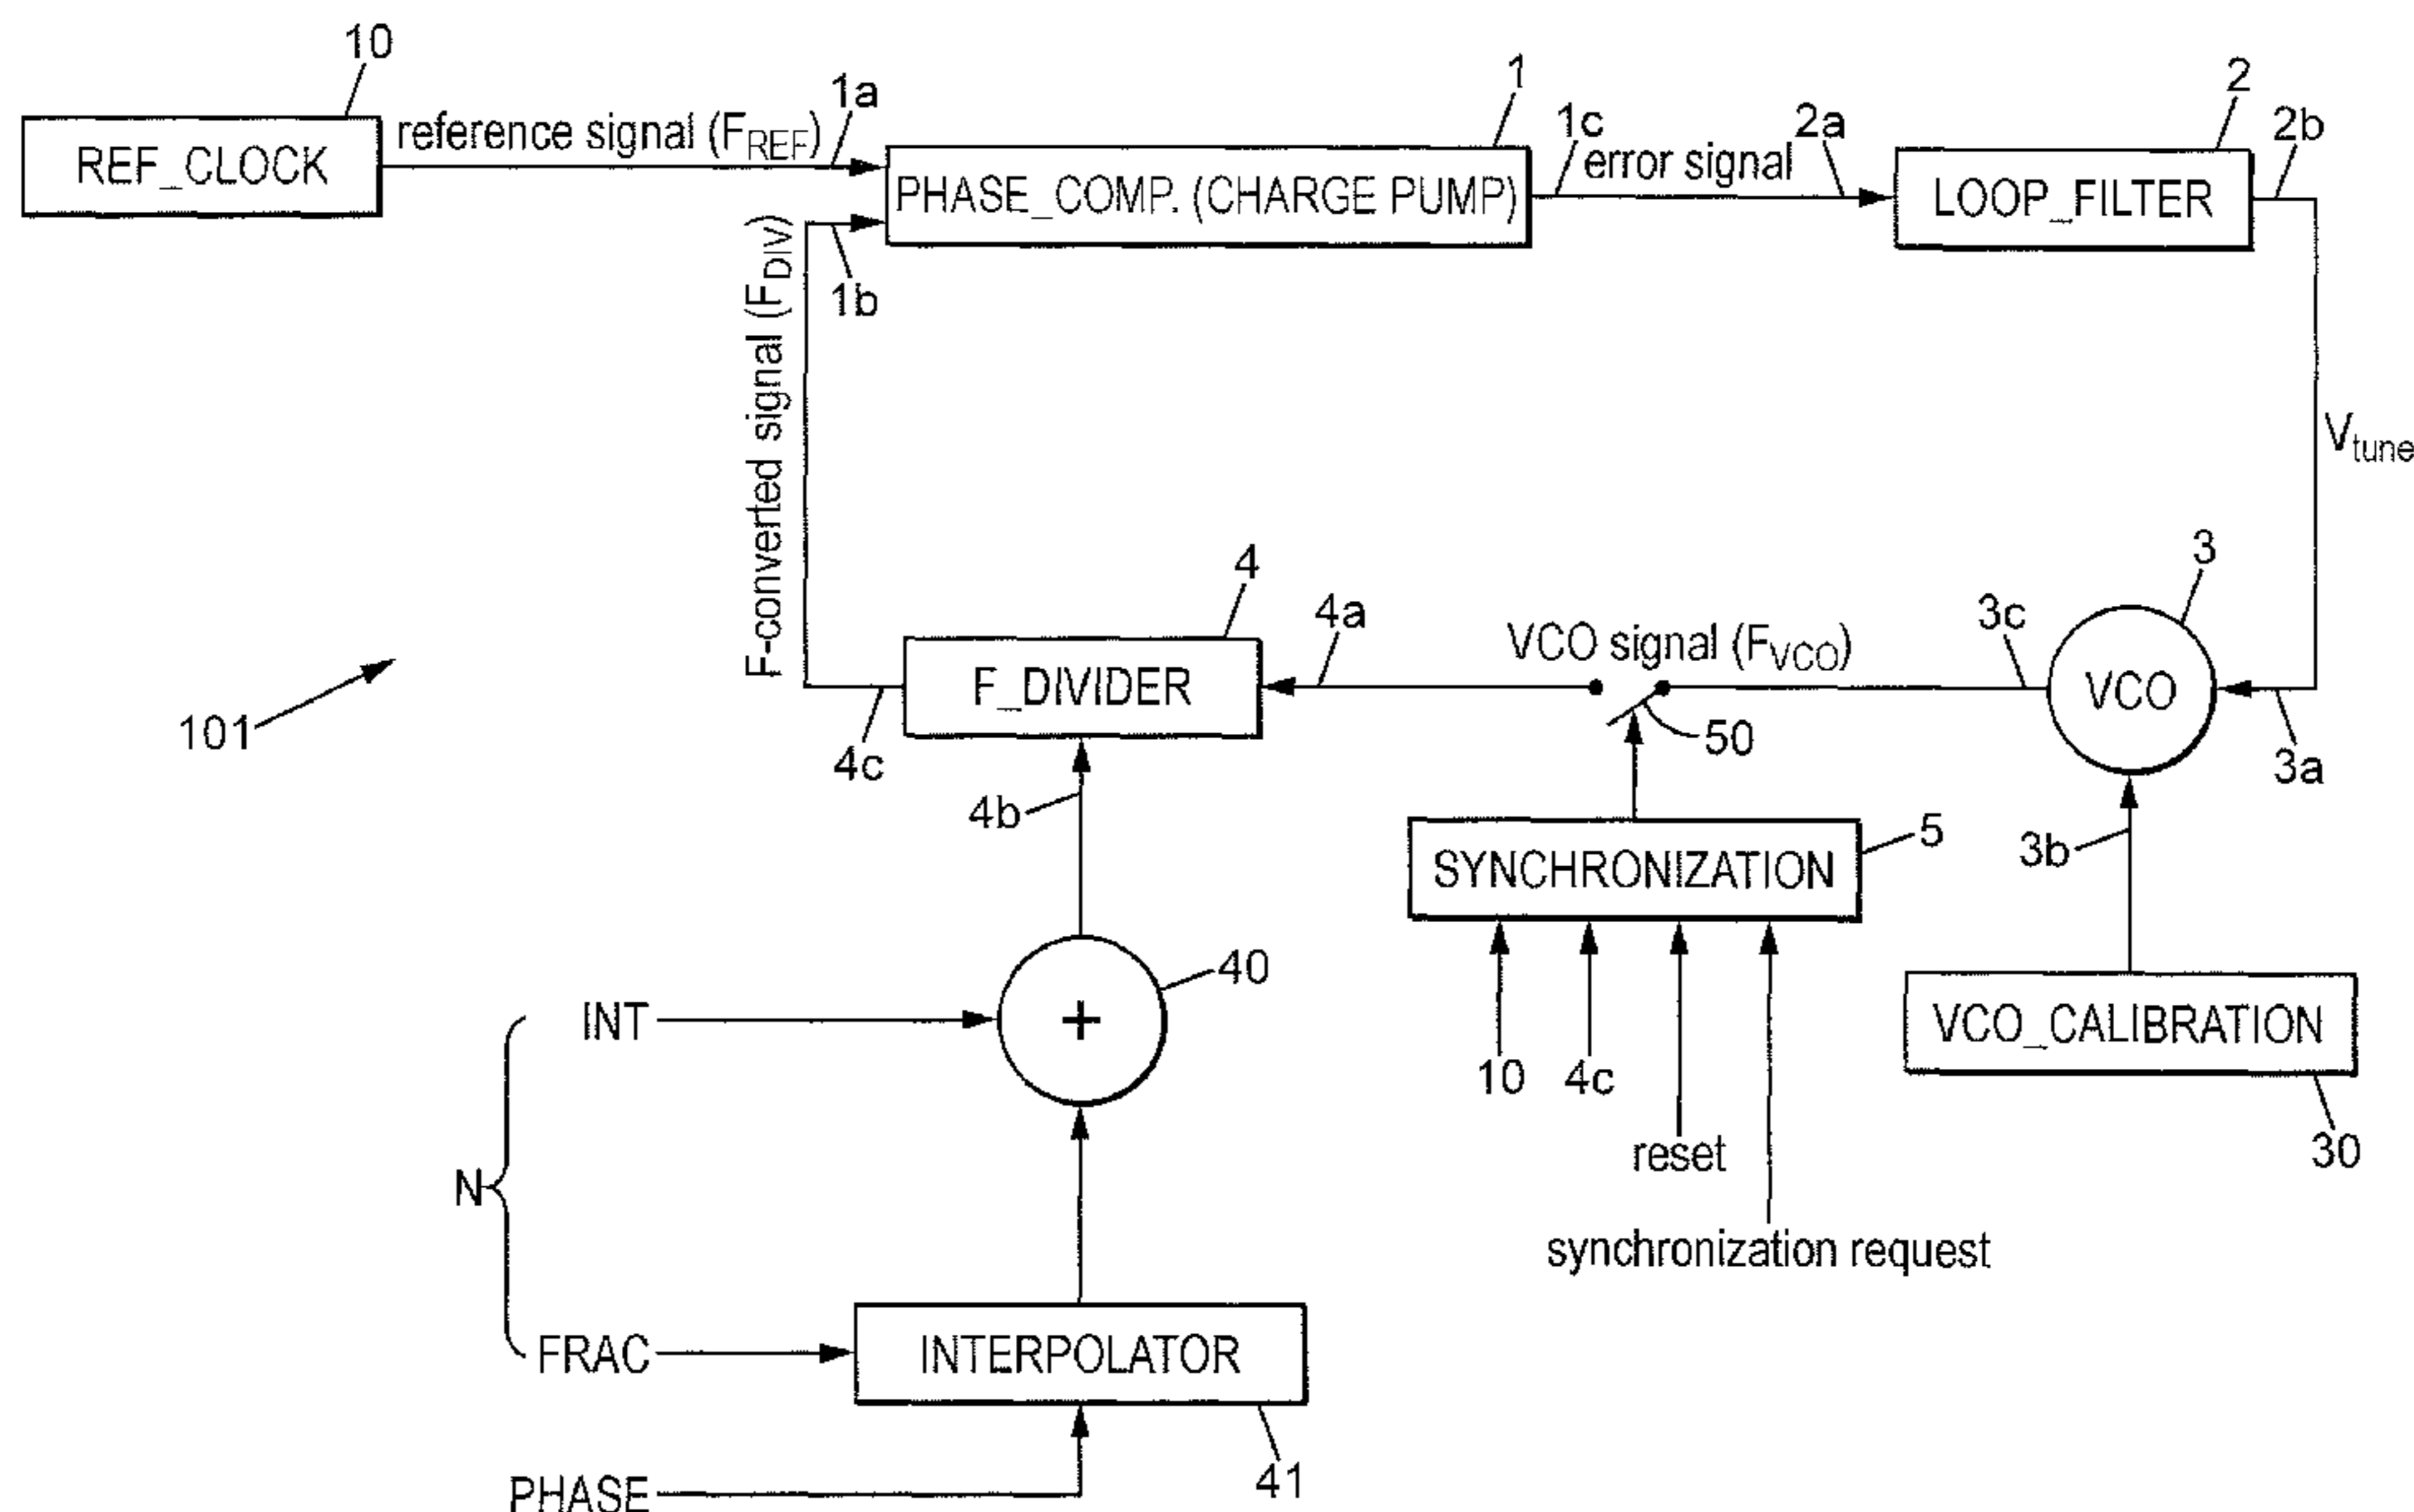 10
1a
1
1c
2a
2
2b
REF_CLOCK
reference signal (FREF)
PHASE_COMP. (CHARGE PUMP)
error signal
LOOP_FILTER
1b
F-converted signal (FDIV)
Vtune
4
4a
VCO signal (FVCO)
3c
3
F_DIVIDER
VCO
101
4c
50
3a
4b
SYNCHRONIZATION
5
3b
40
INT
+
10
4c
VCO_CALIBRATION
reset
30
N
synchronization request
FRAC
INTERPOLATOR
PHASE
41